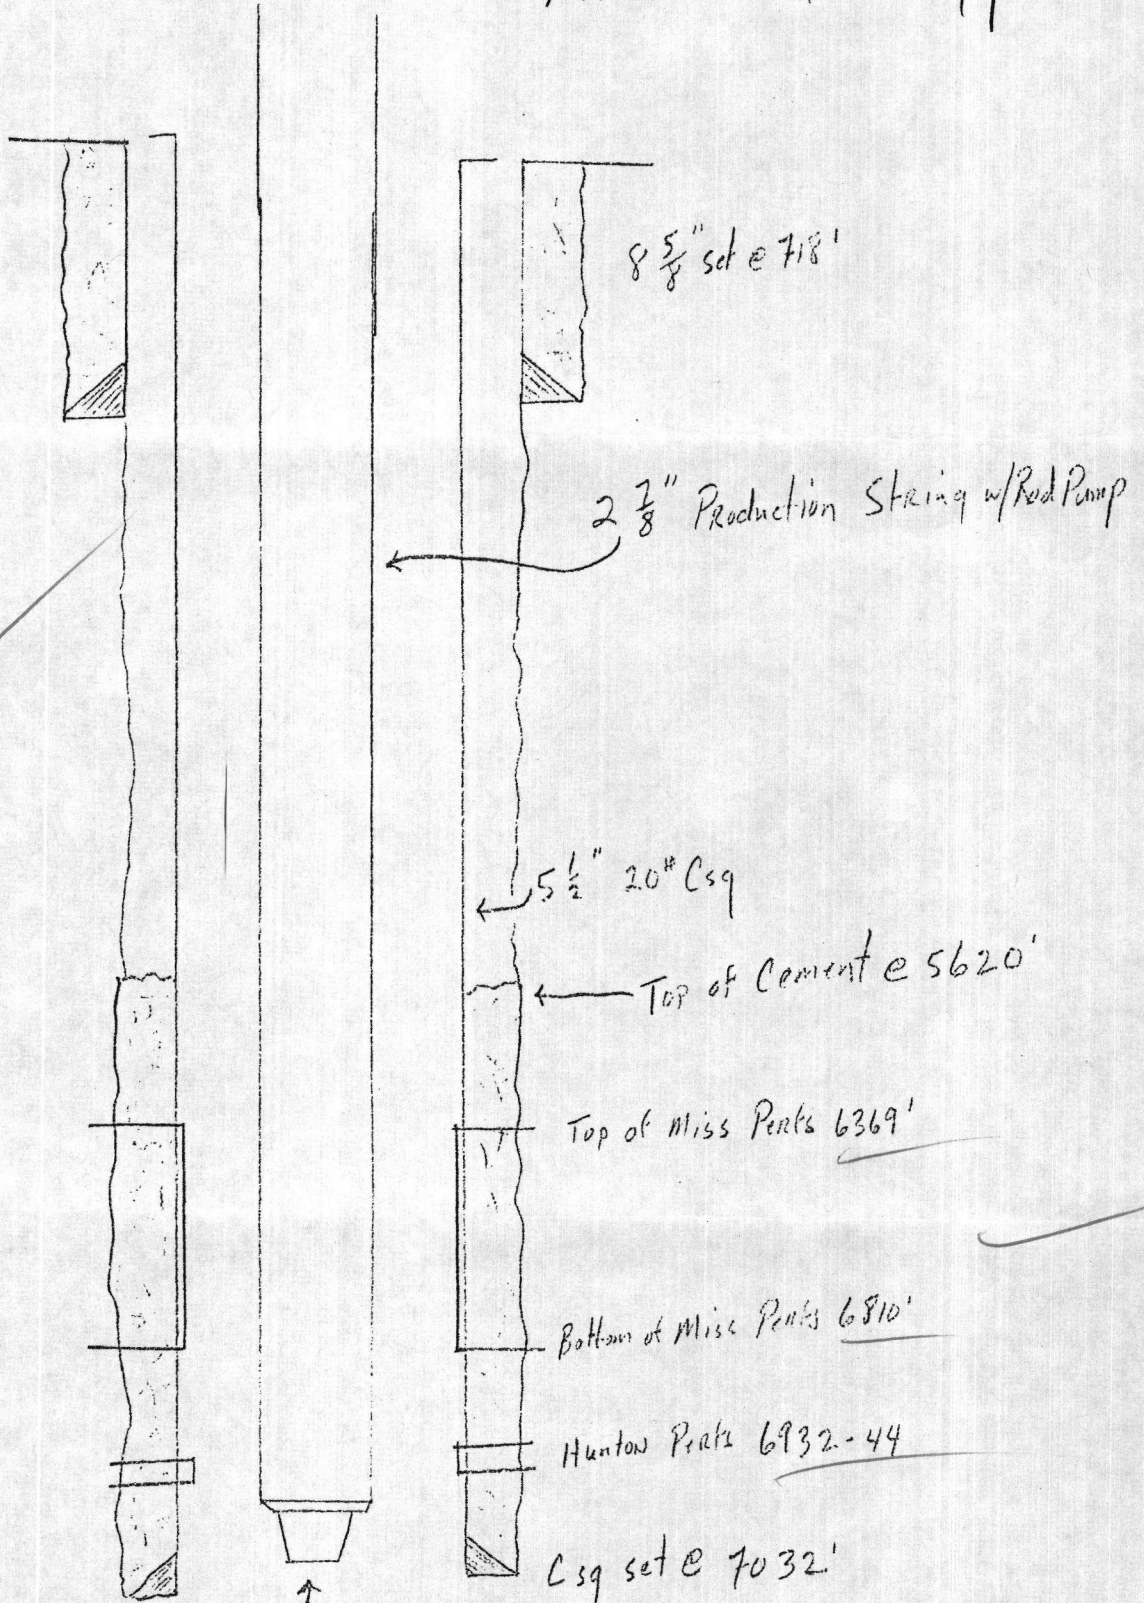 8 5/8" set @ 718'
2 7/8" Production String w/Rod Pump
5 1/2" 20# Csg
Top of Cement @ 5620'
Top of Miss Perfs 6369'
Bottom of Miss Perfs 6810'
Hunton Perfs 6932-44
Csg set @ 7032'